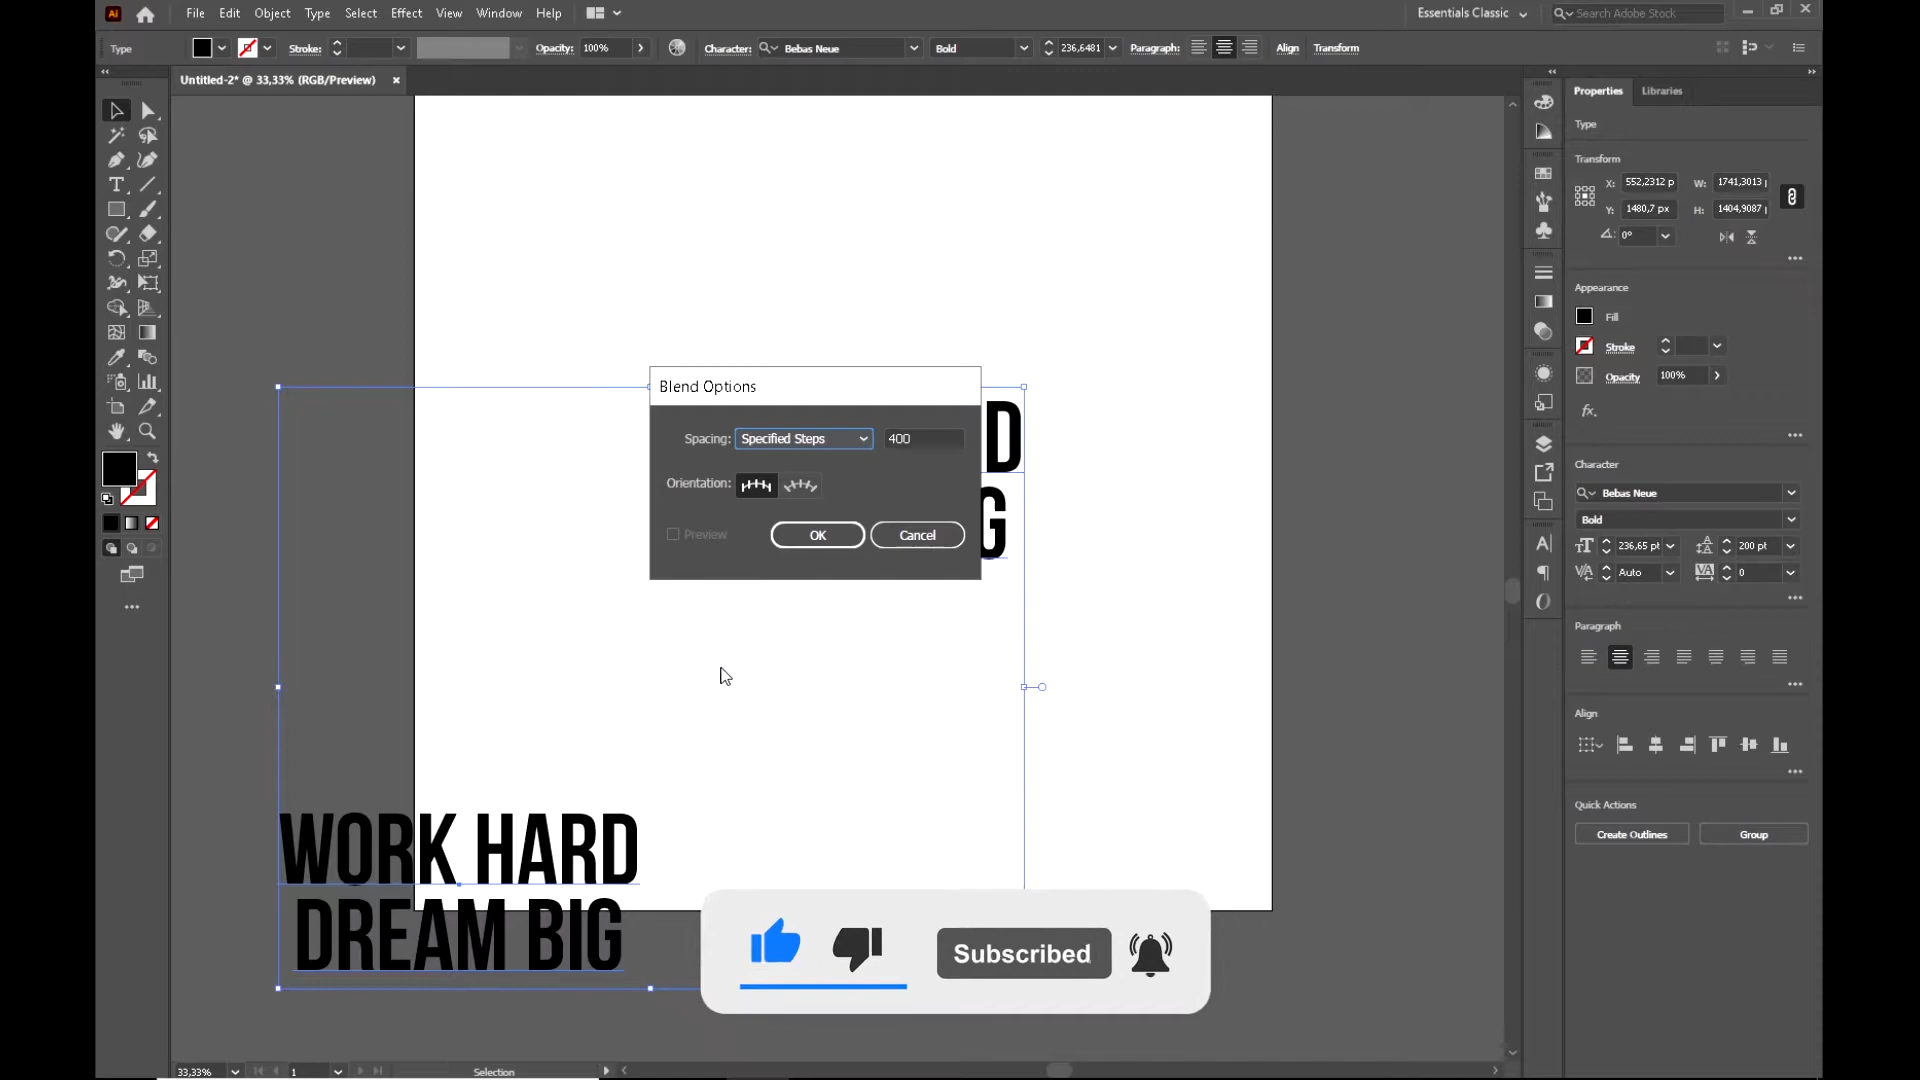 Ai File Edit Object Type Select Effect View Window Help Essentials Classic Search Adobe Stock
Type Stroke: Opacity: 100% Character: Bebas Neue Bold 236,6481 Paragraph: Align Transform
Untitled-2* @ 33,33% (RGB/Preview)
Properties Libraries
Type
Transform
X: 552,2312 p W: 1741,3013
Y: 1480,7 px H: 1404,9087
0°
Appearance
Fill
Stroke
Opacity 100%
fx.
Blend Options
Spacing: Specified Steps 400
Orientation:
Preview OK Cancel
D
G
Character
Bebas Neue
Bold
236,65 pt 200 pt
Auto 0
Paragraph
Align
Quick Actions
Create Outlines Group
WORK HARD
DREAM BIG
Subscribed
33,33% 1 Selection